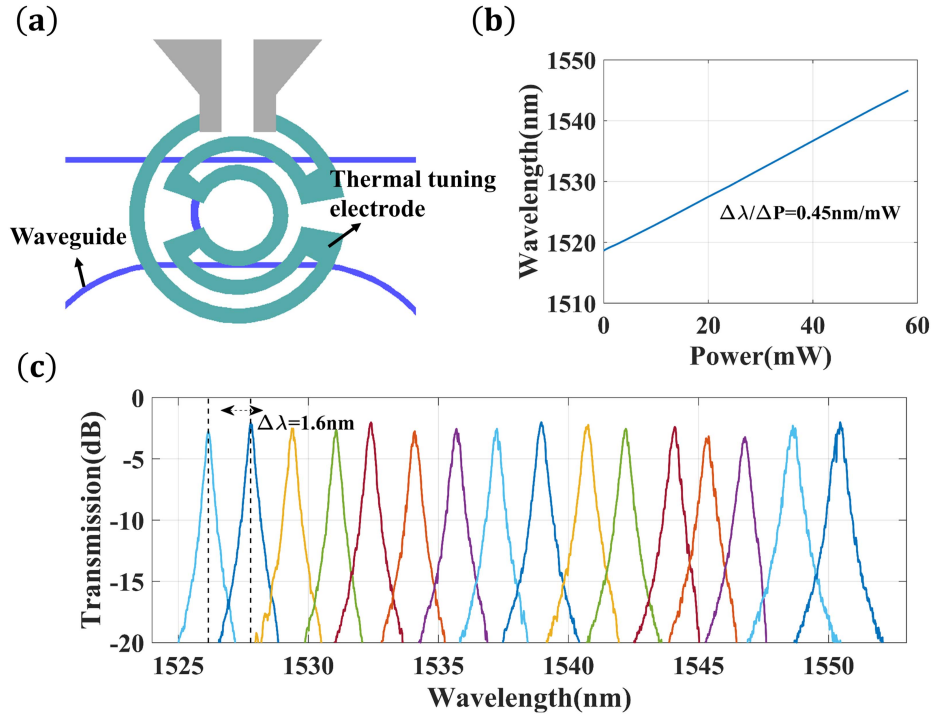 (a)
Thermal tuning
electrode
Waveguide
(b)
Wavelength(nm)
1550
1540
1530
1520
1510
Δλ/ΔP=0.45nm/mW
0 20 40 60
Power(mW)
(c)
Transmission(dB)
0
-5
-10
-15
-20
Δλ=1.6nm
1525 1530 1535 1540 1545 1550
Wavelength(nm)